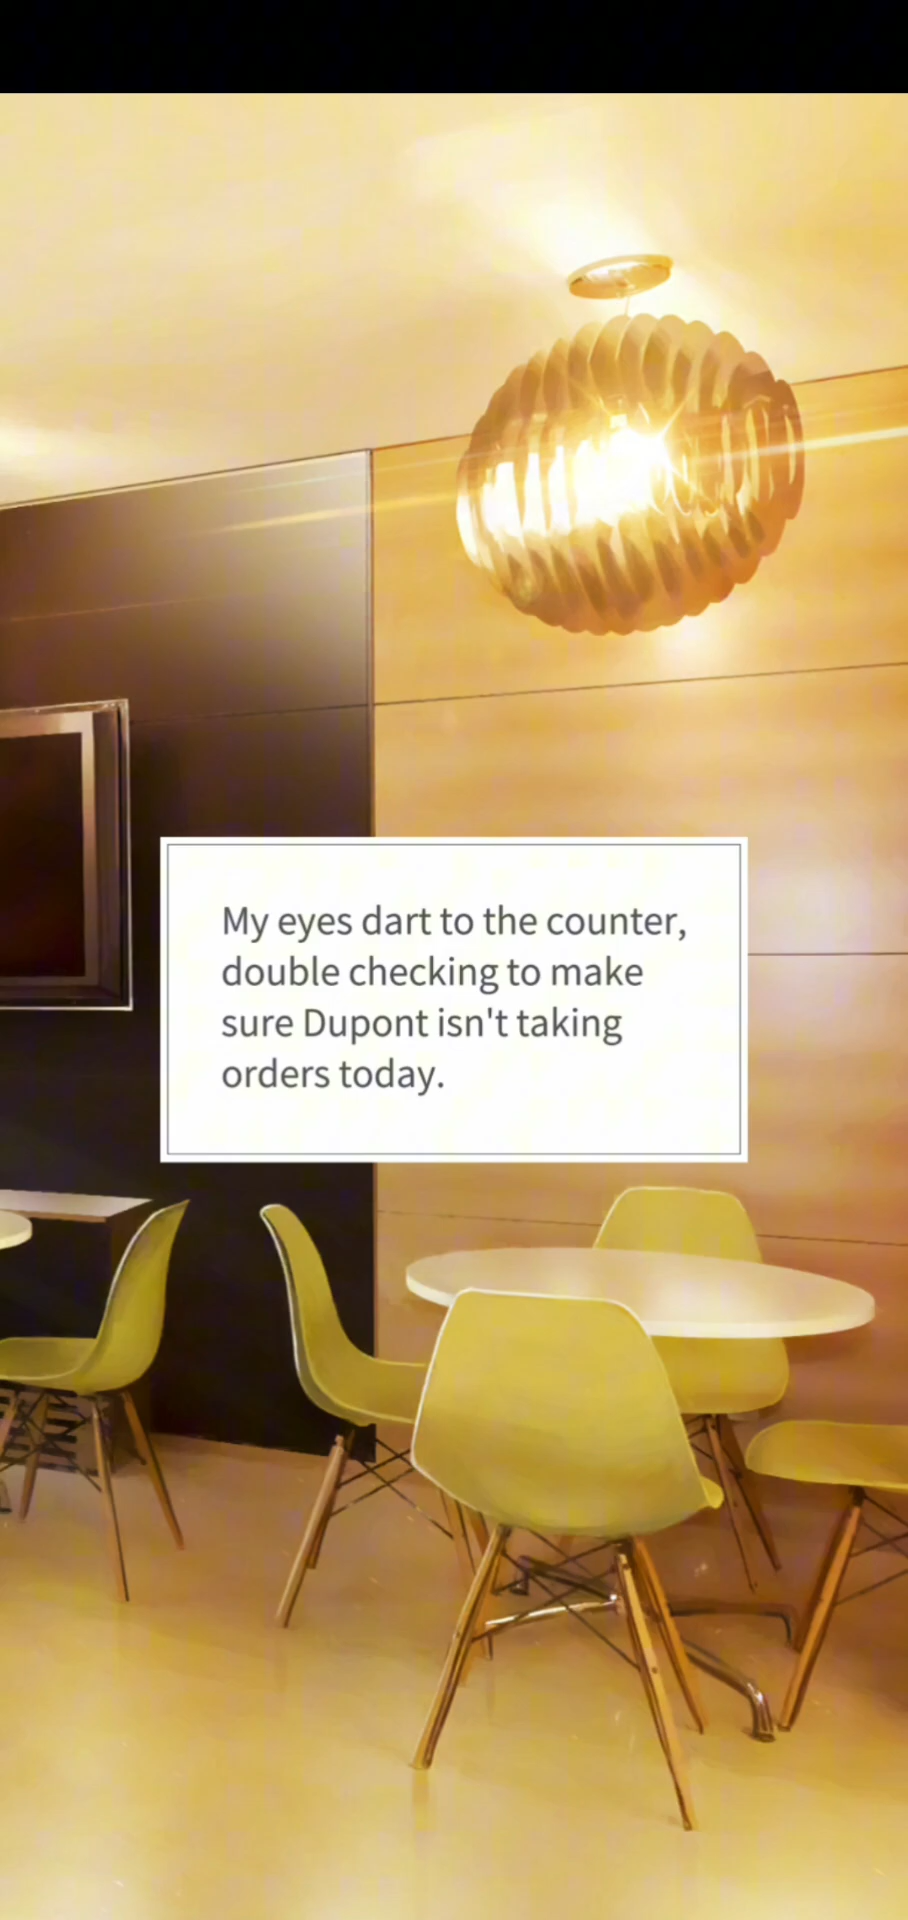 My eyes dart to the counter,
double checking to make
sure Dupont isn't taking
orders today.